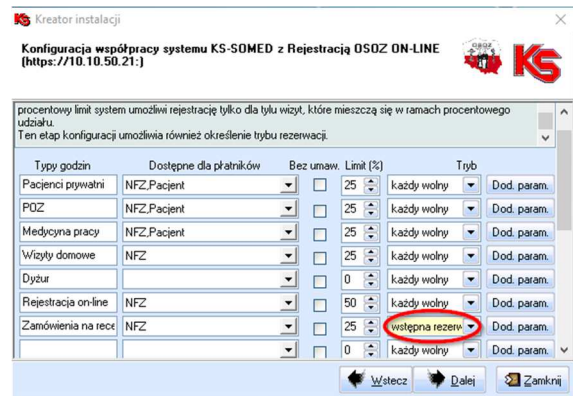 Kreator instalacji
Konfiguracja współpracy systemu KS-SOMED z Rejestracją OSOZ ON-LINE
(https://10.10.50.21:)
OSOZ
KS
procentowy limit system umożliwi rejestrację tylko dla tylu wizyt, które mieszczą się w ramach procentowego
udziału.
Ten etap konfiguracji umożliwia również określenie trybu rezerwacji.
Typy godzin Dostępne dla płatników Bez umaw. Limit (%) Tryb
Pacjenci prywatni NFZ,Pacjent 25 każdy wolny Dod. param.
POZ NFZ,Pacjent 25 każdy wolny Dod. param.
Medycyna pracy NFZ,Pacjent 25 każdy wolny Dod. param.
Wizyty domowe NFZ 25 każdy wolny Dod. param.
Dyżur 0 każdy wolny Dod. param.
Rejestracja on-line NFZ 50 każdy wolny Dod. param.
Zamówienia na rece NFZ 25 wstępna rezerw Dod. param.
0 każdy wolny Dod. param.
Wstecz Dalej Zamknij